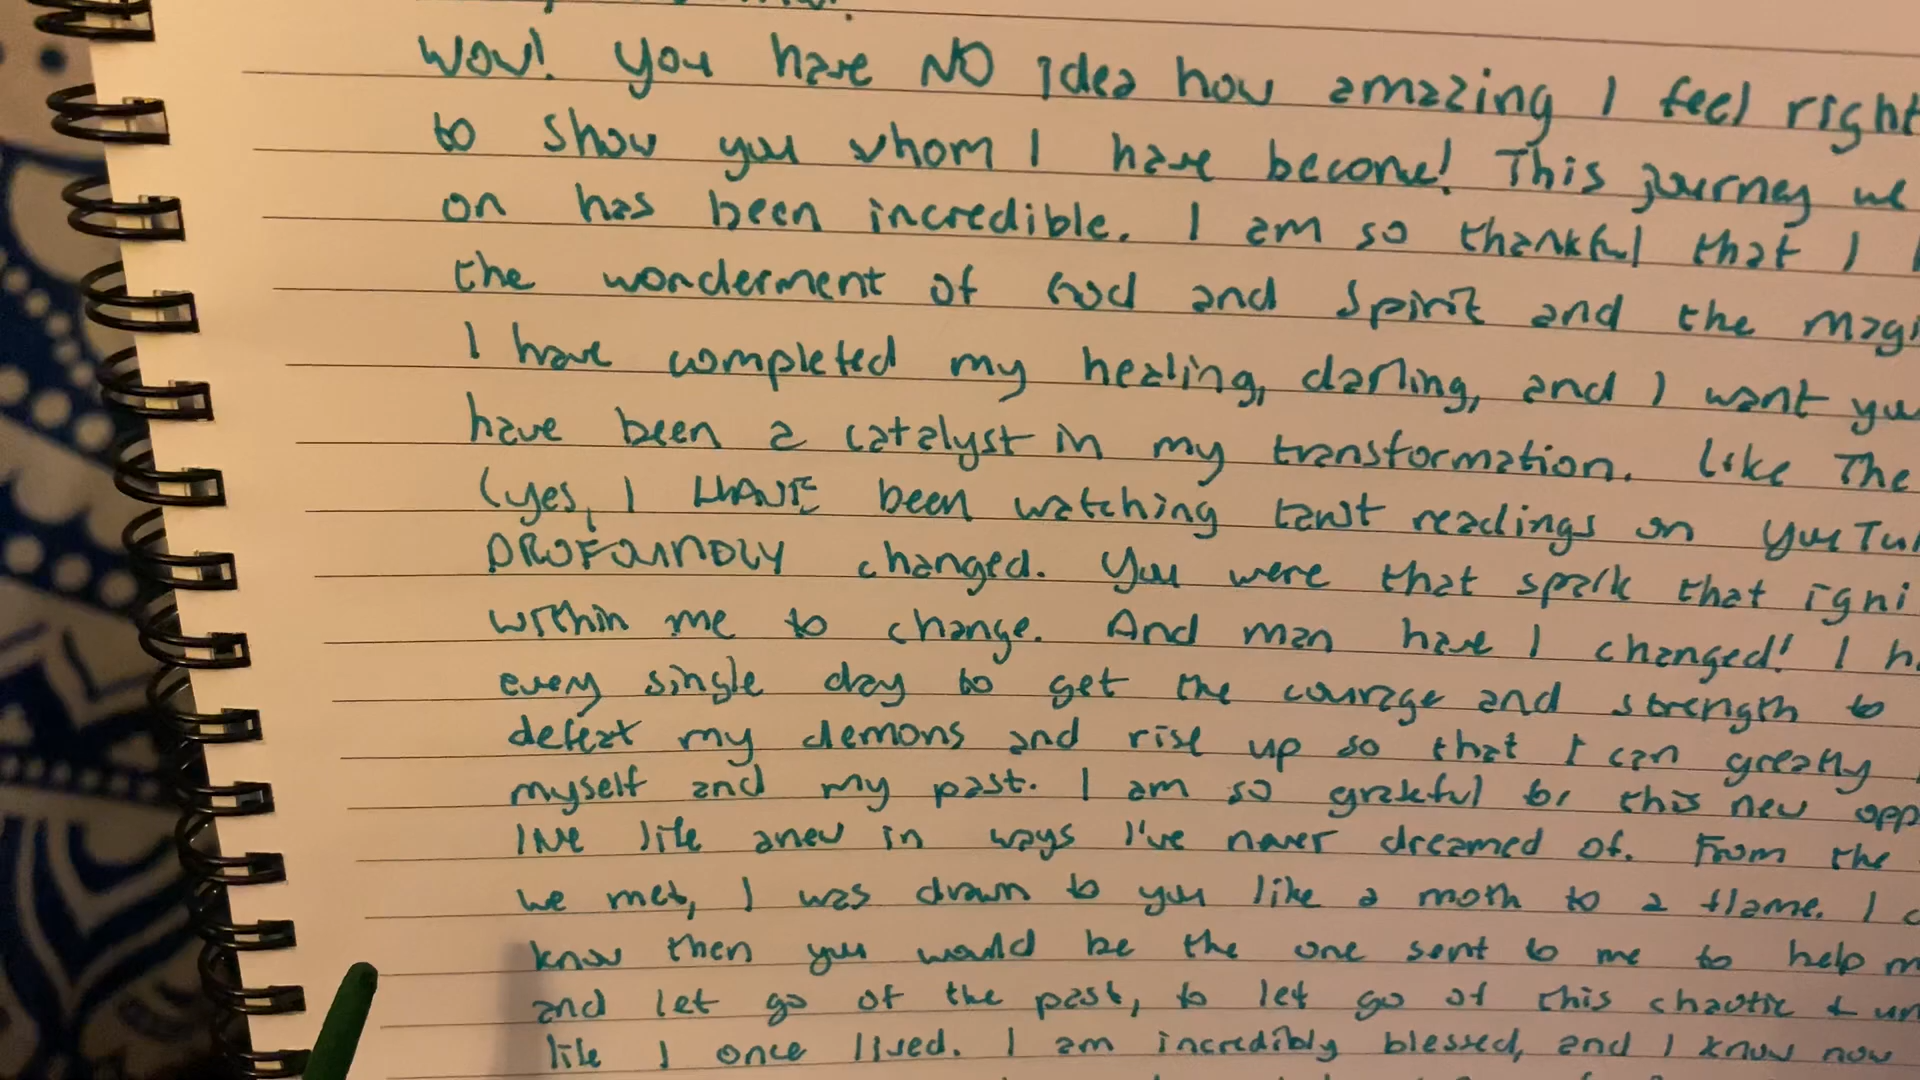 Wow! You have NO idea how amazing I feel right
to show you whom I have become! This journey we
on has been incredible. I am so thankful that I
the wonderment of God and Spirit and the
I have completed my healing, darling, and I want you
have been a catalyst in my transformation. Like The
(yes, I HAVE been watching tarot readings on
PROFOUNDLY changed. You were that spark that
within me to change. And man have I changed! I
every single day to get the courage and strength to
defeat my demons and rise up so that I can greatly
myself and my past. I am so grateful for this new
live life anew in ways I've never dreamed of. From the
we met, I was drawn to you like a moth to a flame. I
know then you would be the one sent to me to help
and let go of the past, to let go of this chaotic &
life I once lived. I am incredibly blessed, and I know now